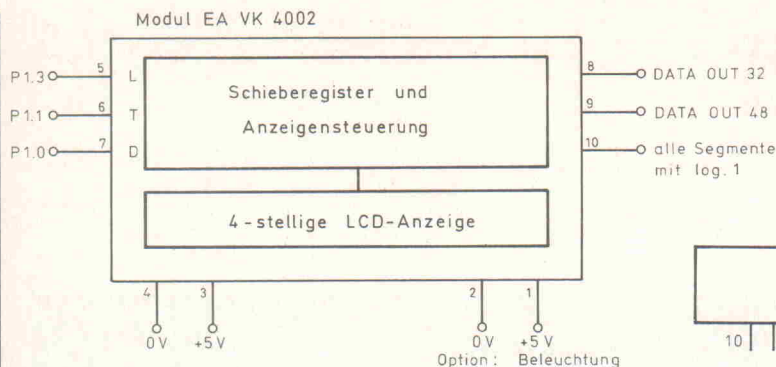 Modul EA VK 4002
P1.3 5 L
P1.1 6 T
P1.0 7 D
Schieberegister und
Anzeigensteuerung
4-stellige LCD-Anzeige
8 DATA OUT 32
9 DATA OUT 48
10 alle Segmente
mit log. 1
4 3 2 1
0V +5V 0V +5V
Option: Beleuchtung
10